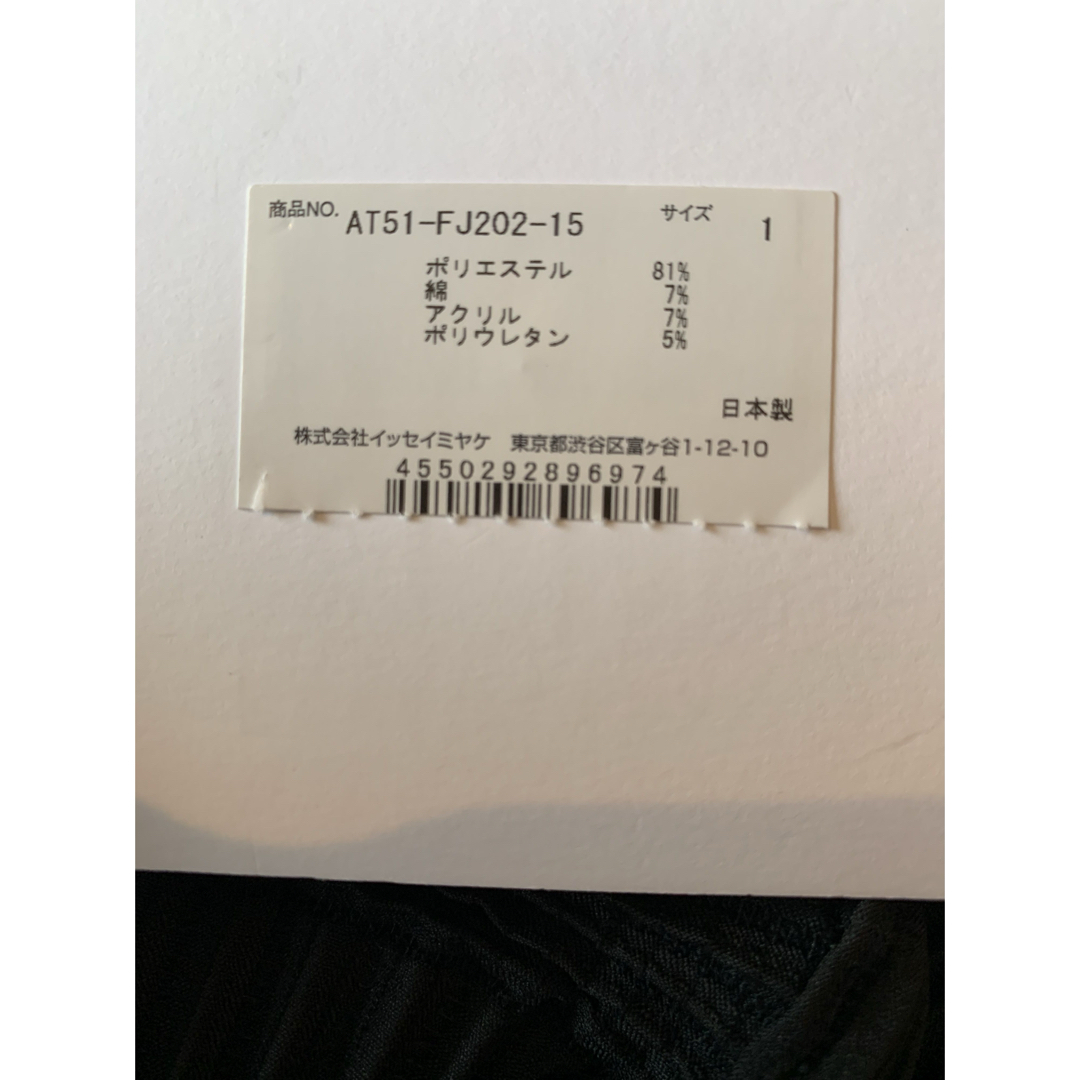 商品NO. AT51-FJ202-15 サイズ 1
ポリエステル 81%
綿 7%
アクリル 7%
ポリウレタン 5%
日本製
株式会社イッセイミヤケ 東京都渋谷区富ヶ谷1-12-10
4550292896974